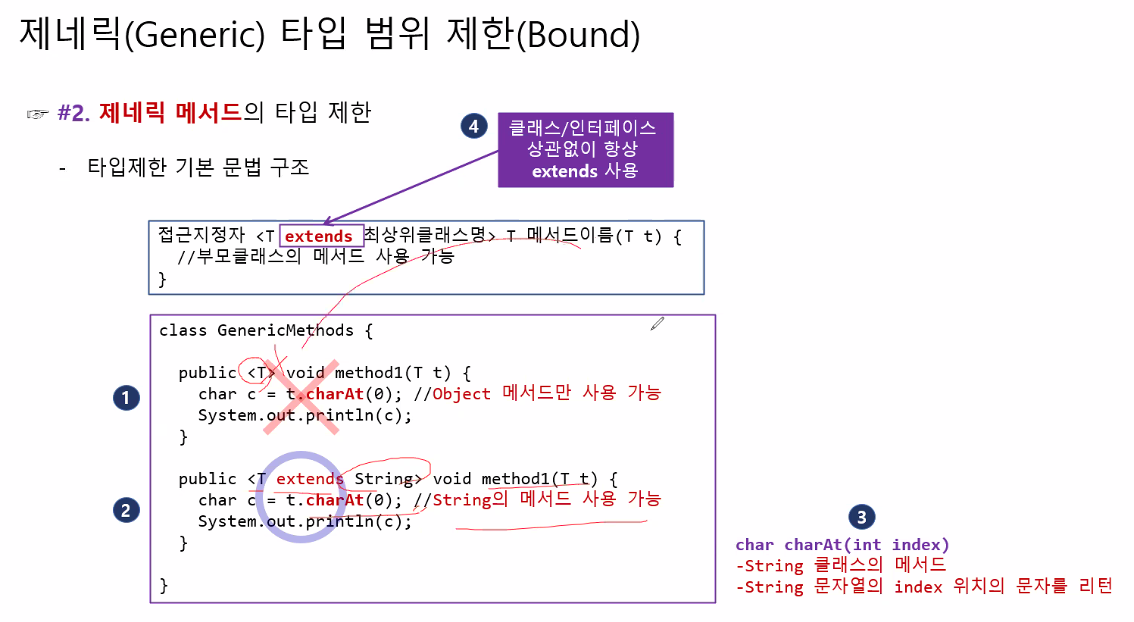 제네릭(Generic) 타입 범위 제한(Bound)
☞ #2. 제네릭 메서드의 타입 제한
- 타입제한 기본 문법 구조
4
클래스/인터페이스
상관없이 항상
extends 사용
접근지정자 <T extends 최상위클래스명> T 메서드이름(T t) {
//부모클래스의 메서드 사용 가능
}
class GenericMethods {
1
public <T> void method1(T t) {
char c = t.charAt(0); //Object 메서드만 사용 가능
System.out.println(c);
}
2
public <T extends String> void method1(T t) {
char c = t.charAt(0); //String의 메서드 사용 가능
System.out.println(c);
}
}
3
char charAt(int index)
-String 클래스의 메서드
-String 문자열의 index 위치의 문자를 리턴